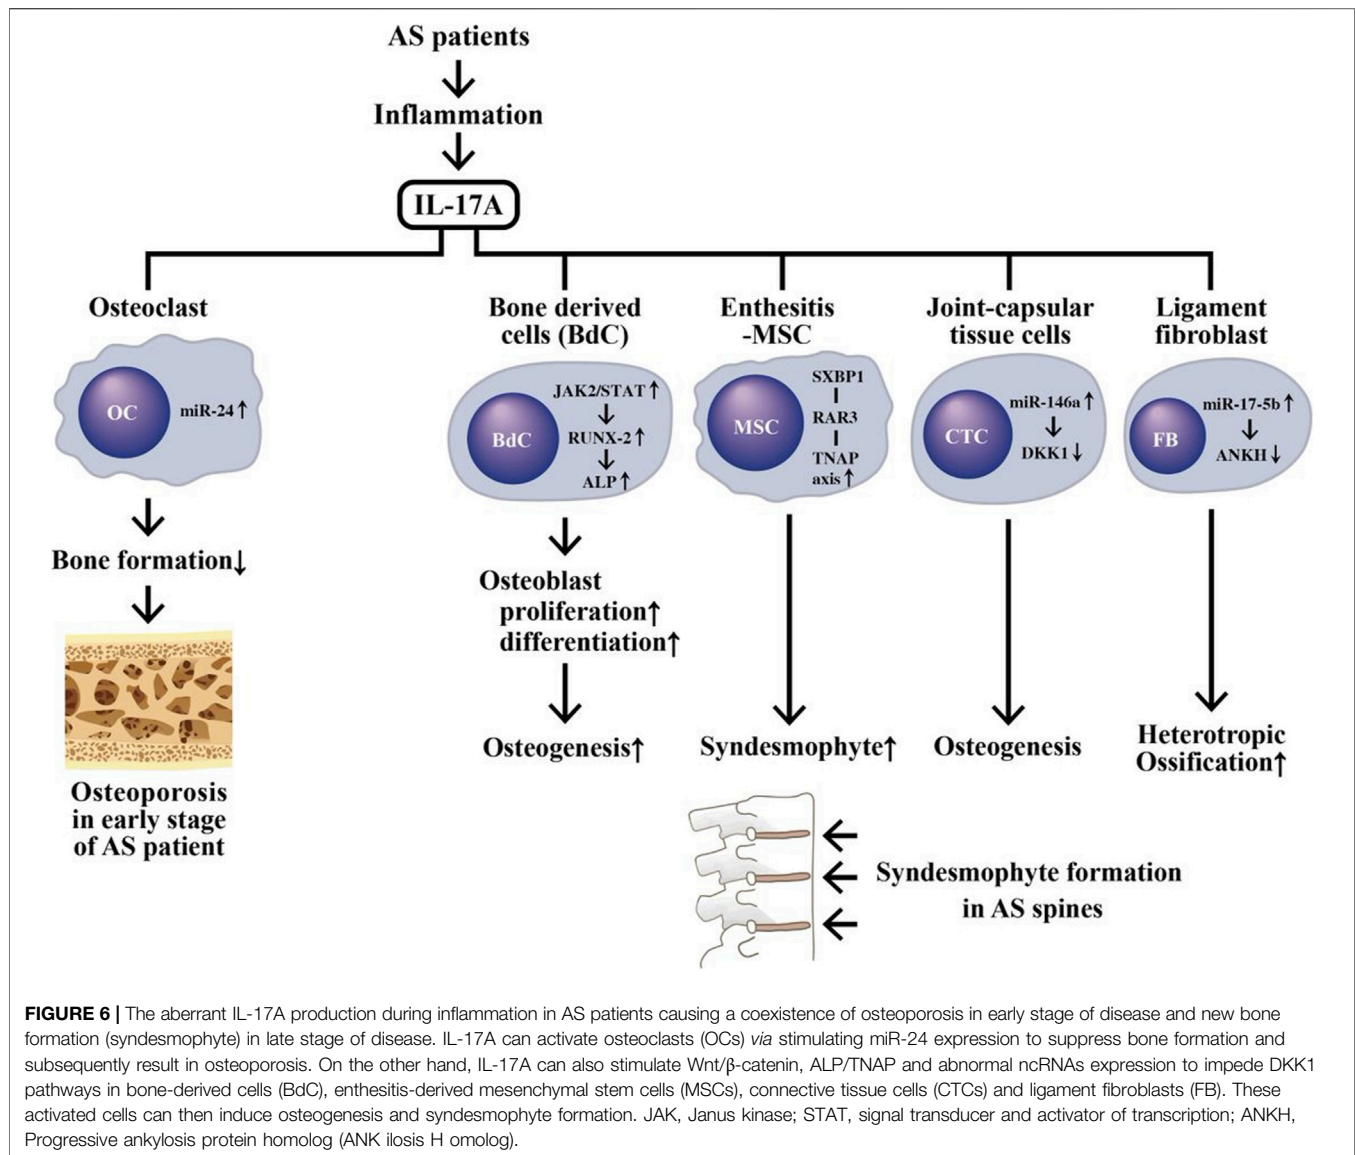 AS patients
Inflammation
IL-17A
Osteoclast
OC
miR-24↑
Bone formation↓
Osteoporosis
in early stage
of AS patient
Bone derived
cells (BdC)
BdC
JAK2/STAT↑
RUNX-2↑
ALP↑
Osteoblast
proliferation↑
differentiation↑
Osteogenesis↑
Enthesitis
-MSC
MSC
SXBP1
RAR3
TNAP
axis↑
Syndesmophyte↑
Joint-capsular
tissue cells
CTC
miR-146a↑
DKK1↓
Osteogenesis
Ligament
fibroblast
FB
miR-17-5b↑
ANKH↓
Heterotropic
Ossification↑
Syndesmophyte formation
in AS spines
FIGURE 6 | The aberrant IL-17A production during inflammation in AS patients causing a coexistence of osteoporosis in early stage of disease and new bone
formation (syndesmophyte) in late stage of disease. IL-17A can activate osteoclasts (OCs) via stimulating miR-24 expression to suppress bone formation and
subsequently result in osteoporosis. On the other hand, IL-17A can also stimulate Wnt/β-catenin, ALP/TNAP and abnormal ncRNAs expression to impede DKK1
pathways in bone-derived cells (BdC), enthesitis-derived mesenchymal stem cells (MSCs), connective tissue cells (CTCs) and ligament fibroblasts (FB). These
activated cells can then induce osteogenesis and syndesmophyte formation. JAK, Janus kinase; STAT, signal transducer and activator of transcription; ANKH,
Progressive ankylosis protein homolog (ANK ilosis H omolog).